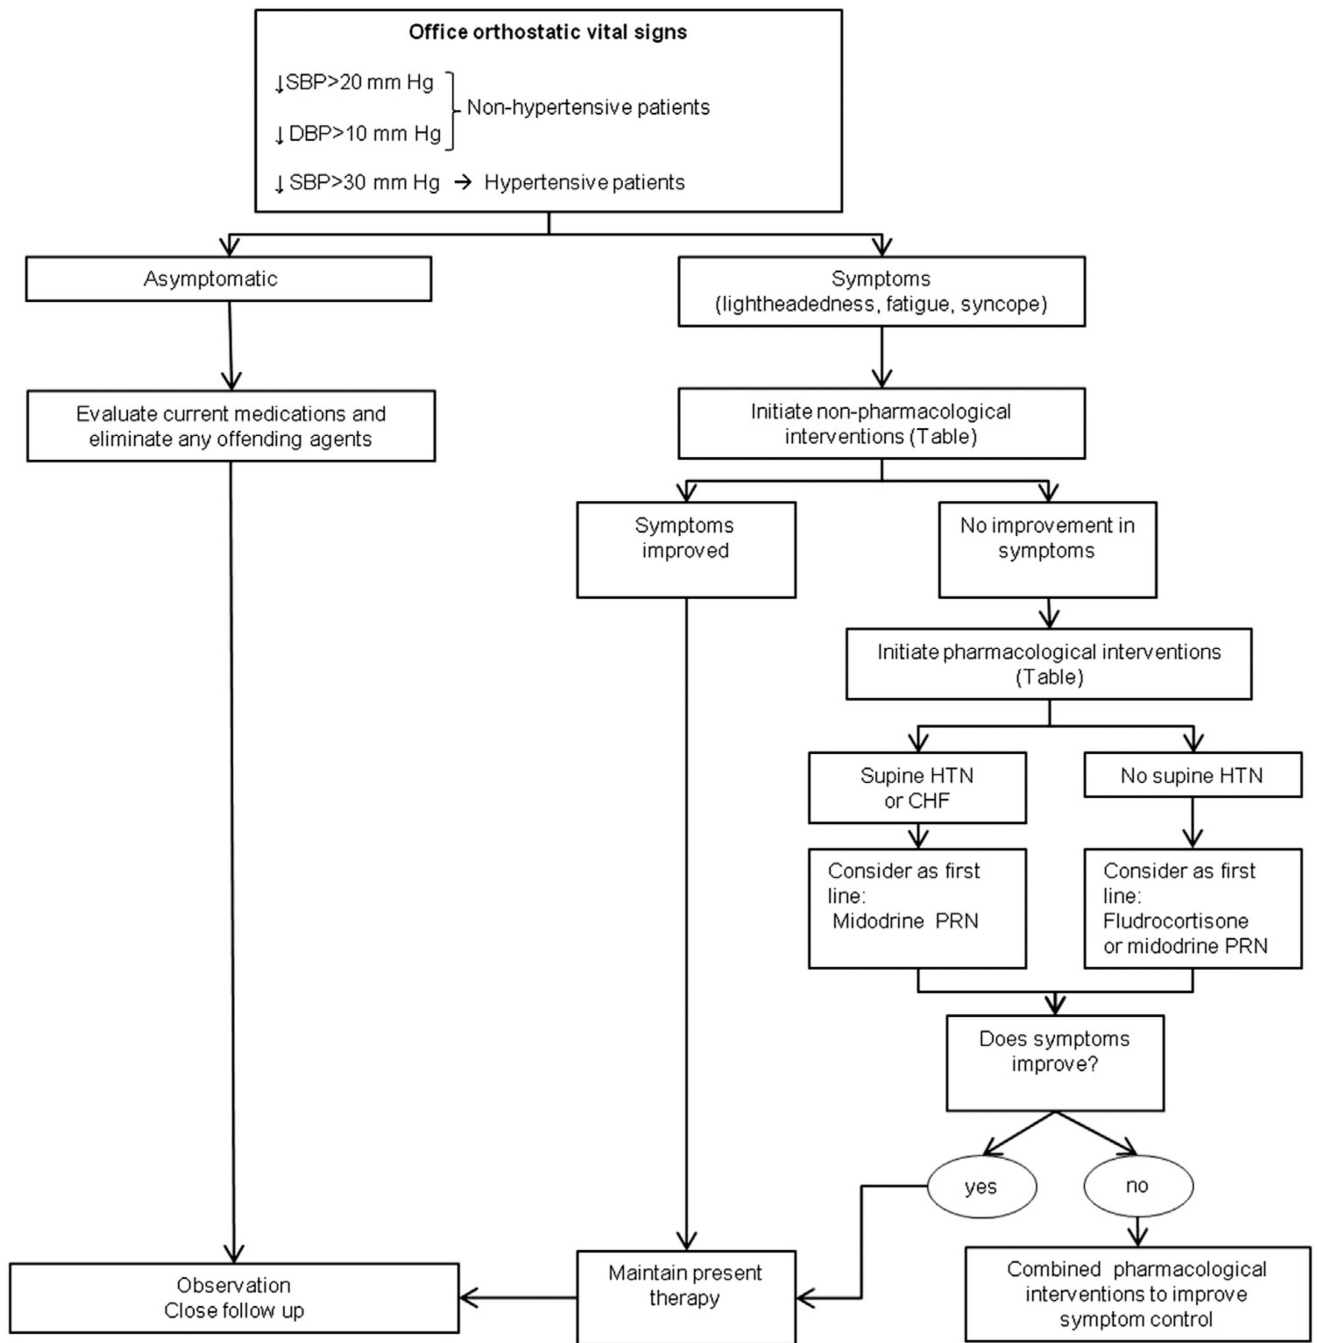 Office orthostatic vital signs
↓SBP>20 mm Hg
Non-hypertensive patients
↓ DBP>10 mm Hg
↓ SBP>30 mm Hg → Hypertensive patients
Asymptomatic
Symptoms
(lightheadedness, fatigue, syncope)
Evaluate current medications and
eliminate any offending agents
Initiate non-pharmacological
interventions (Table)
Symptoms
improved
No improvement in
symptoms
Initiate pharmacological interventions
(Table)
Supine HTN
or CHF
No supine HTN
Consider as first
line:
Midodrine PRN
Consider as first
line:
Fludrocortisone
or midodrine PRN
Does symptoms
improve?
yes
no
Observation
Close follow up
Maintain present
therapy
Combined pharmacological
interventions to improve
symptom control